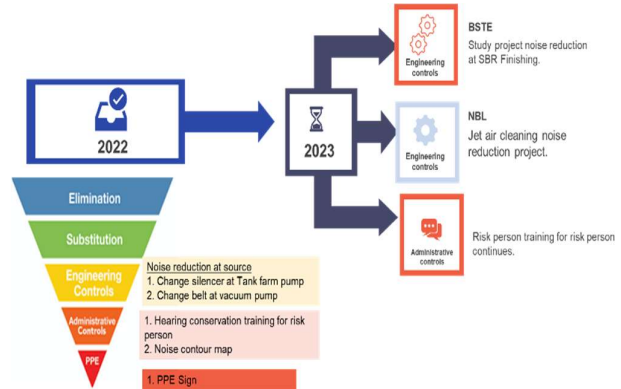 2022
Elimination
Substitution
Engineering
Controls
Administrative
Controls
PPE
Noise reduction at source
1. Change silencer at Tank farm pump
2. Change belt at vacuum pump
1. Hearing conservation training for risk
person
2. Noise contour map
1. PPE Sign
2023
Engineering
controls
BSTE
Study project noise reduction
at SBR Finishing.
Engineering
controls
NBL
Jet air cleaning noise
reduction project.
Administrative
controls
Risk person training for risk person
continues.